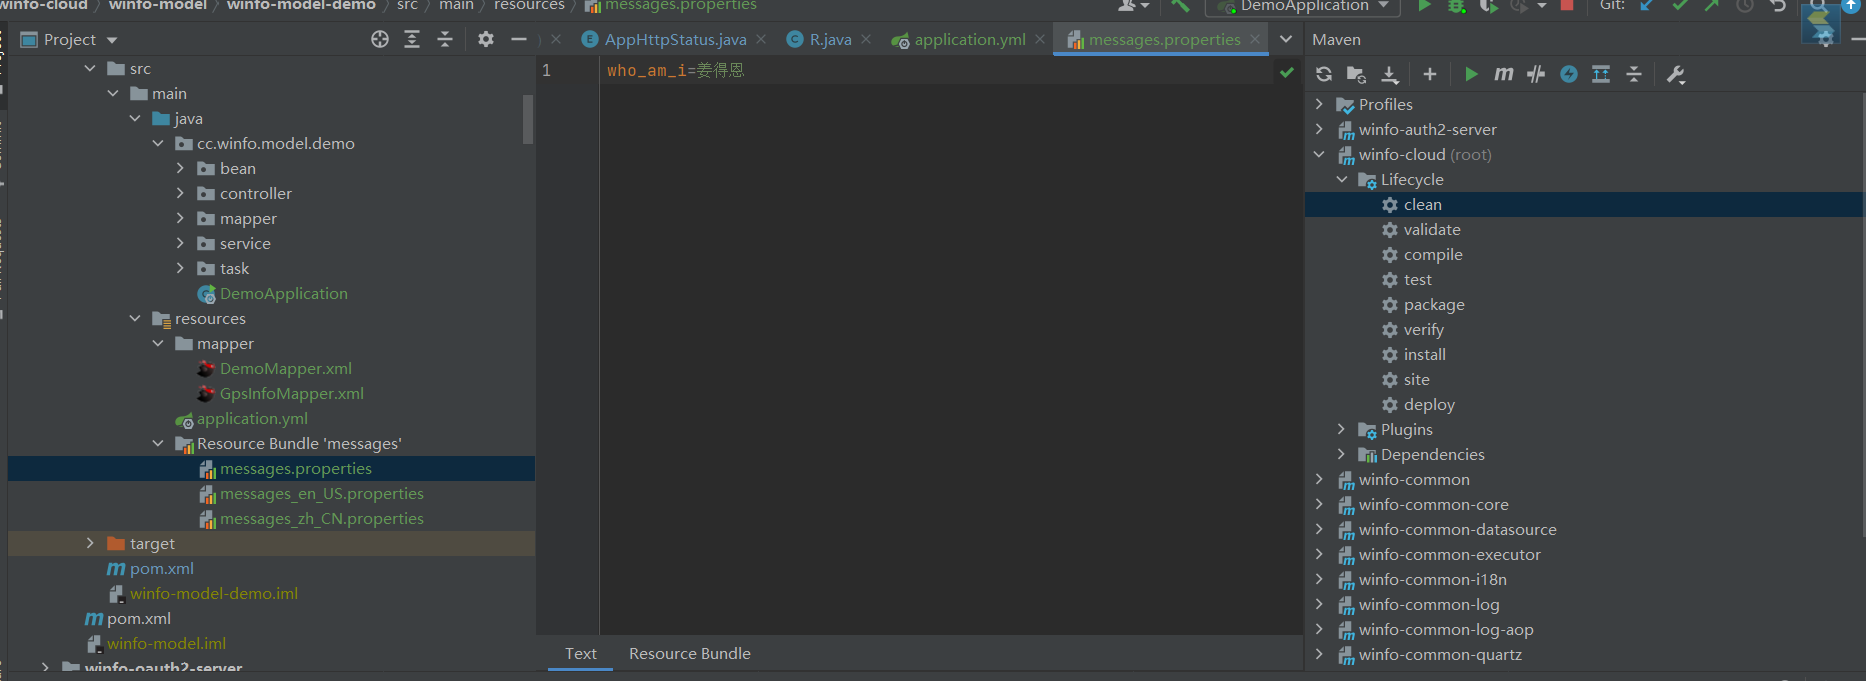 winfo-cloud winfo-model winfo-model-demo src main resources messages.properties
DemoApplication Git:
Project
AppHttpStatus.java R.java application.yml messages.properties
Maven
src
main
java
cc.winfo.model.demo
bean
controller
mapper
service
task
DemoApplication
resources
mapper
DemoMapper.xml
GpsInfoMapper.xml
application.yml
Resource Bundle 'messages'
messages.properties
messages_en_US.properties
messages_zh_CN.properties
target
pom.xml
winfo-model-demo.iml
pom.xml
winfo-model.iml
winfo-oauth2-server
1 who_am_i=姜得恩
Text Resource Bundle
Profiles
winfo-auth2-server
winfo-cloud (root)
Lifecycle
clean
validate
compile
test
package
verify
install
site
deploy
Plugins
Dependencies
winfo-common
winfo-common-core
winfo-common-datasource
winfo-common-executor
winfo-common-i18n
winfo-common-log
winfo-common-log-aop
winfo-common-quartz